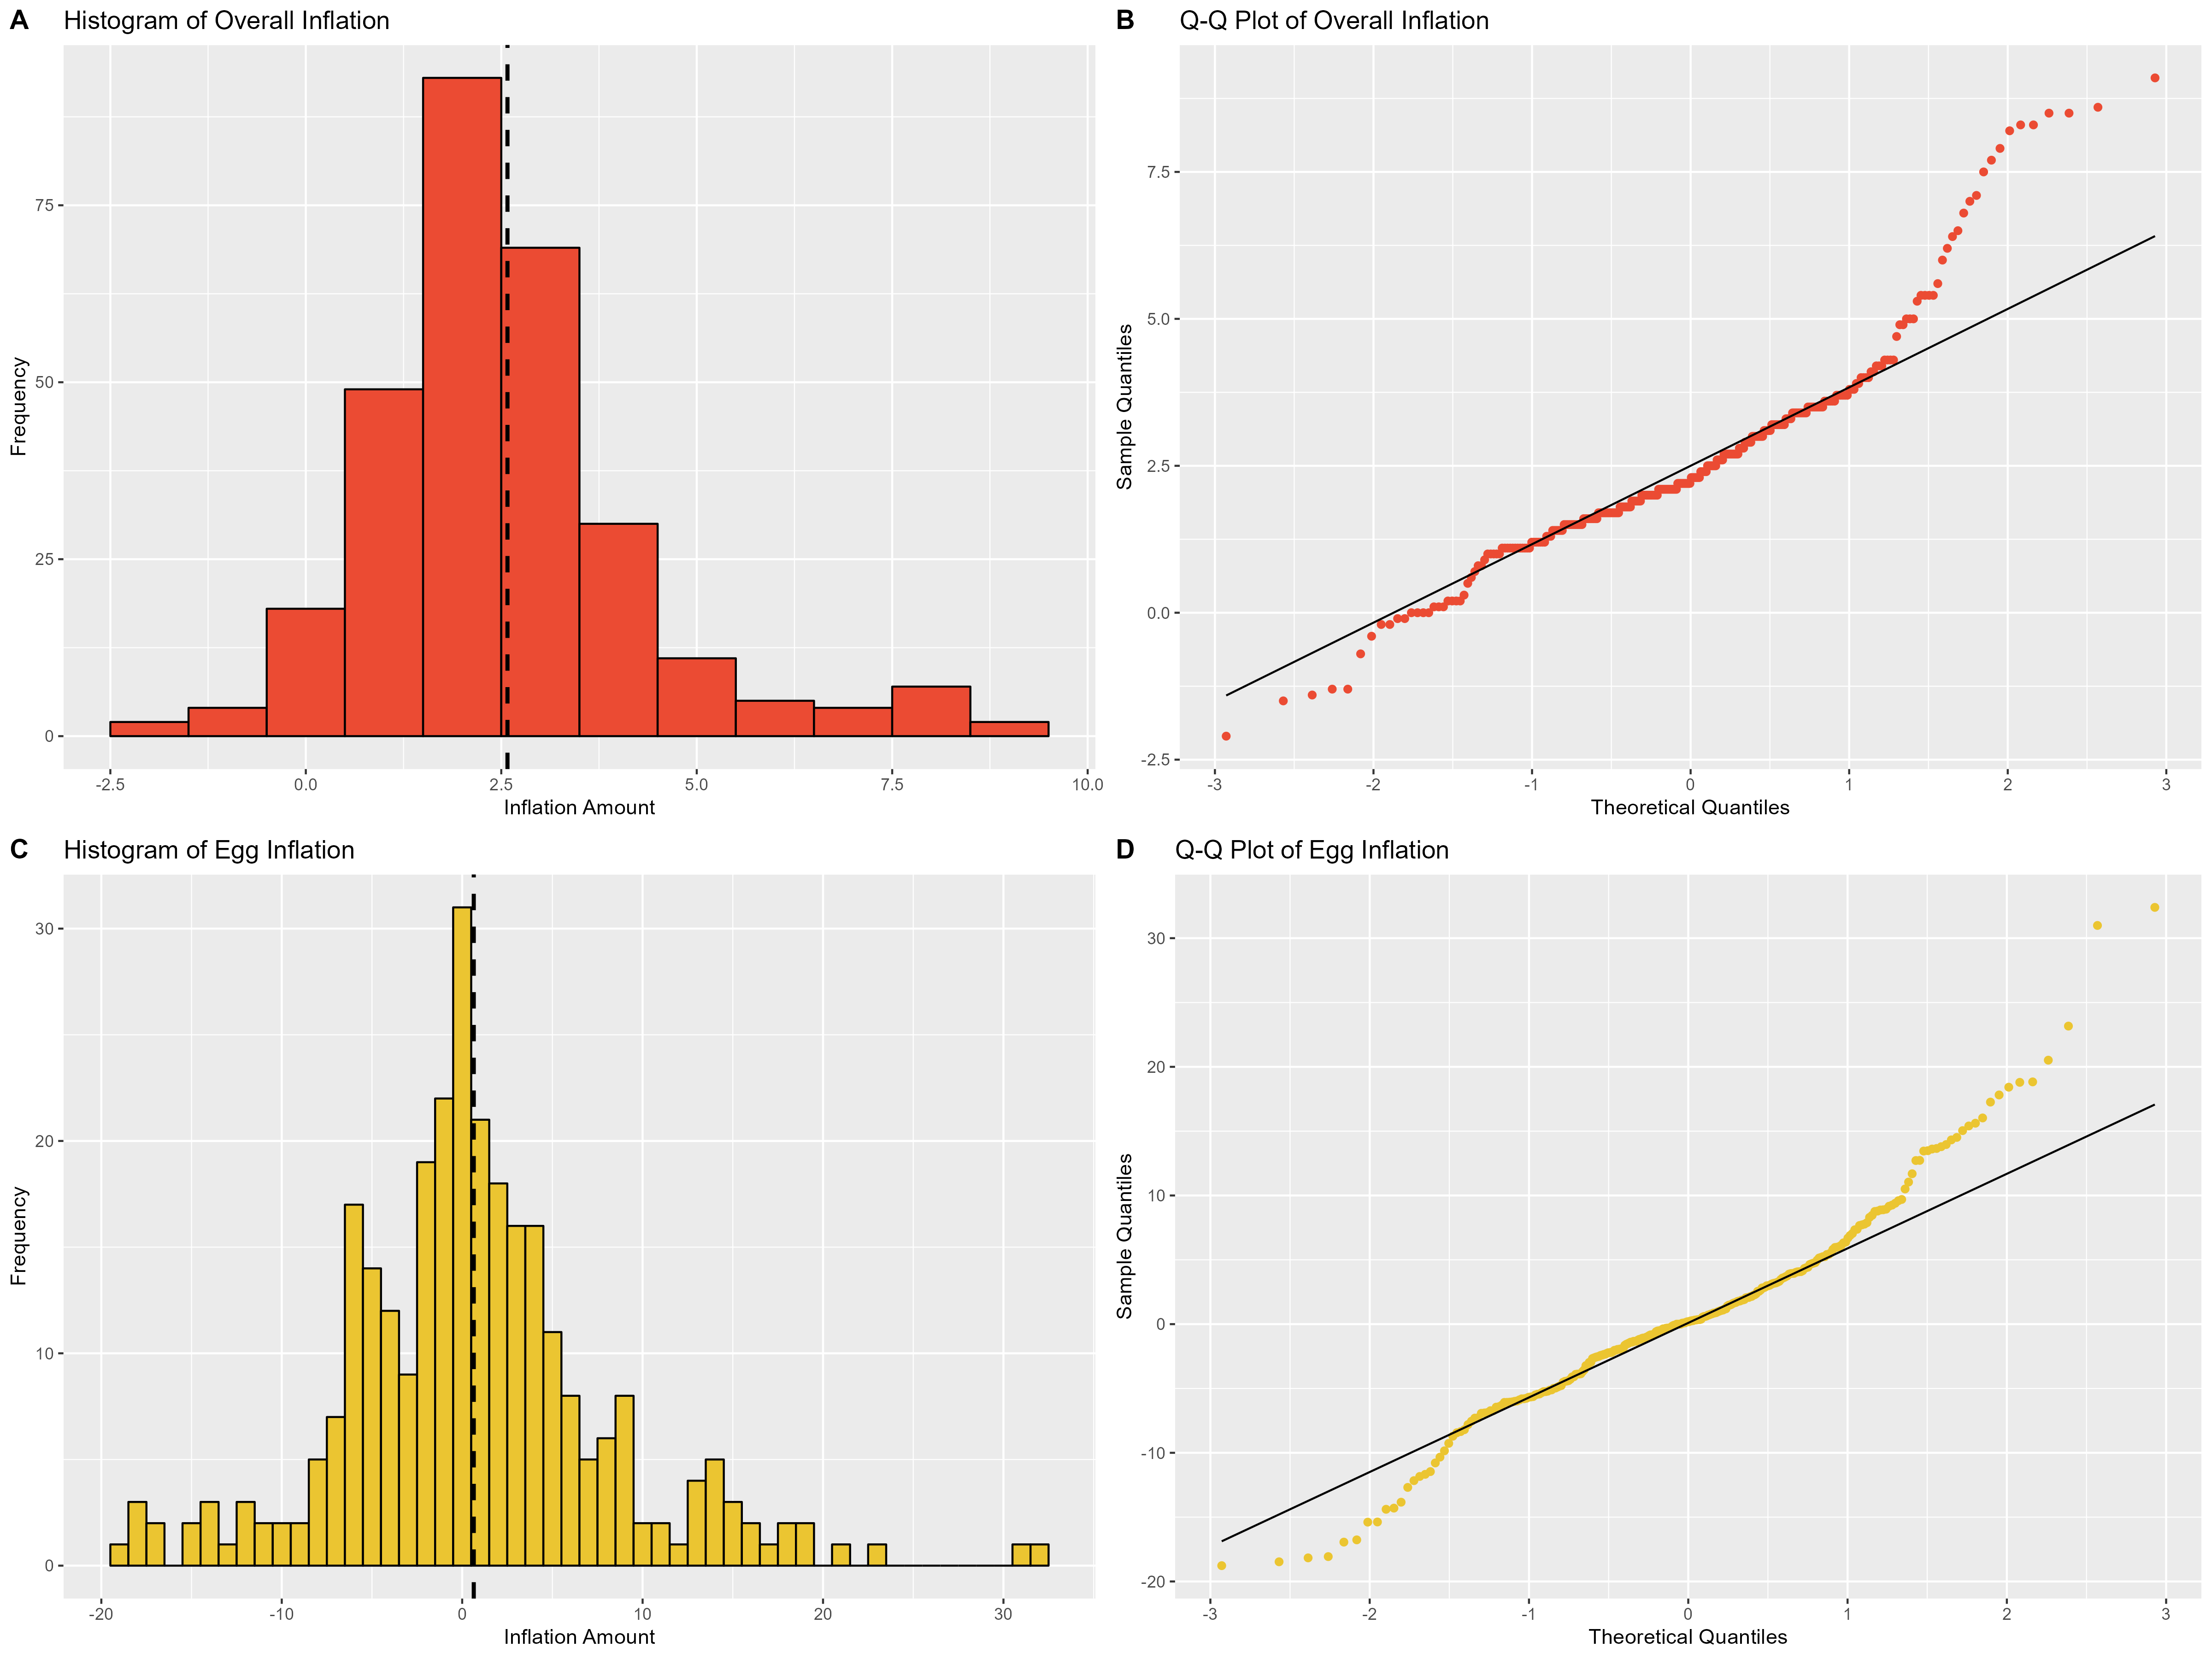 A Histogram of Overall Inflation
Frequency
75
50
25
0
-2.5 0.0 2.5 5.0 7.5 10.0
Inflation Amount
B Q-Q Plot of Overall Inflation
Sample Quantiles
7.5
5.0
2.5
0.0
-2.5
-3 -2 -1 0 1 2 3
Theoretical Quantiles
C Histogram of Egg Inflation
Frequency
30
20
10
0
-20 -10 0 10 20 30
Inflation Amount
D Q-Q Plot of Egg Inflation
Sample Quantiles
30
20
10
0
-10
-20
-3 -2 -1 0 1 2 3
Theoretical Quantiles